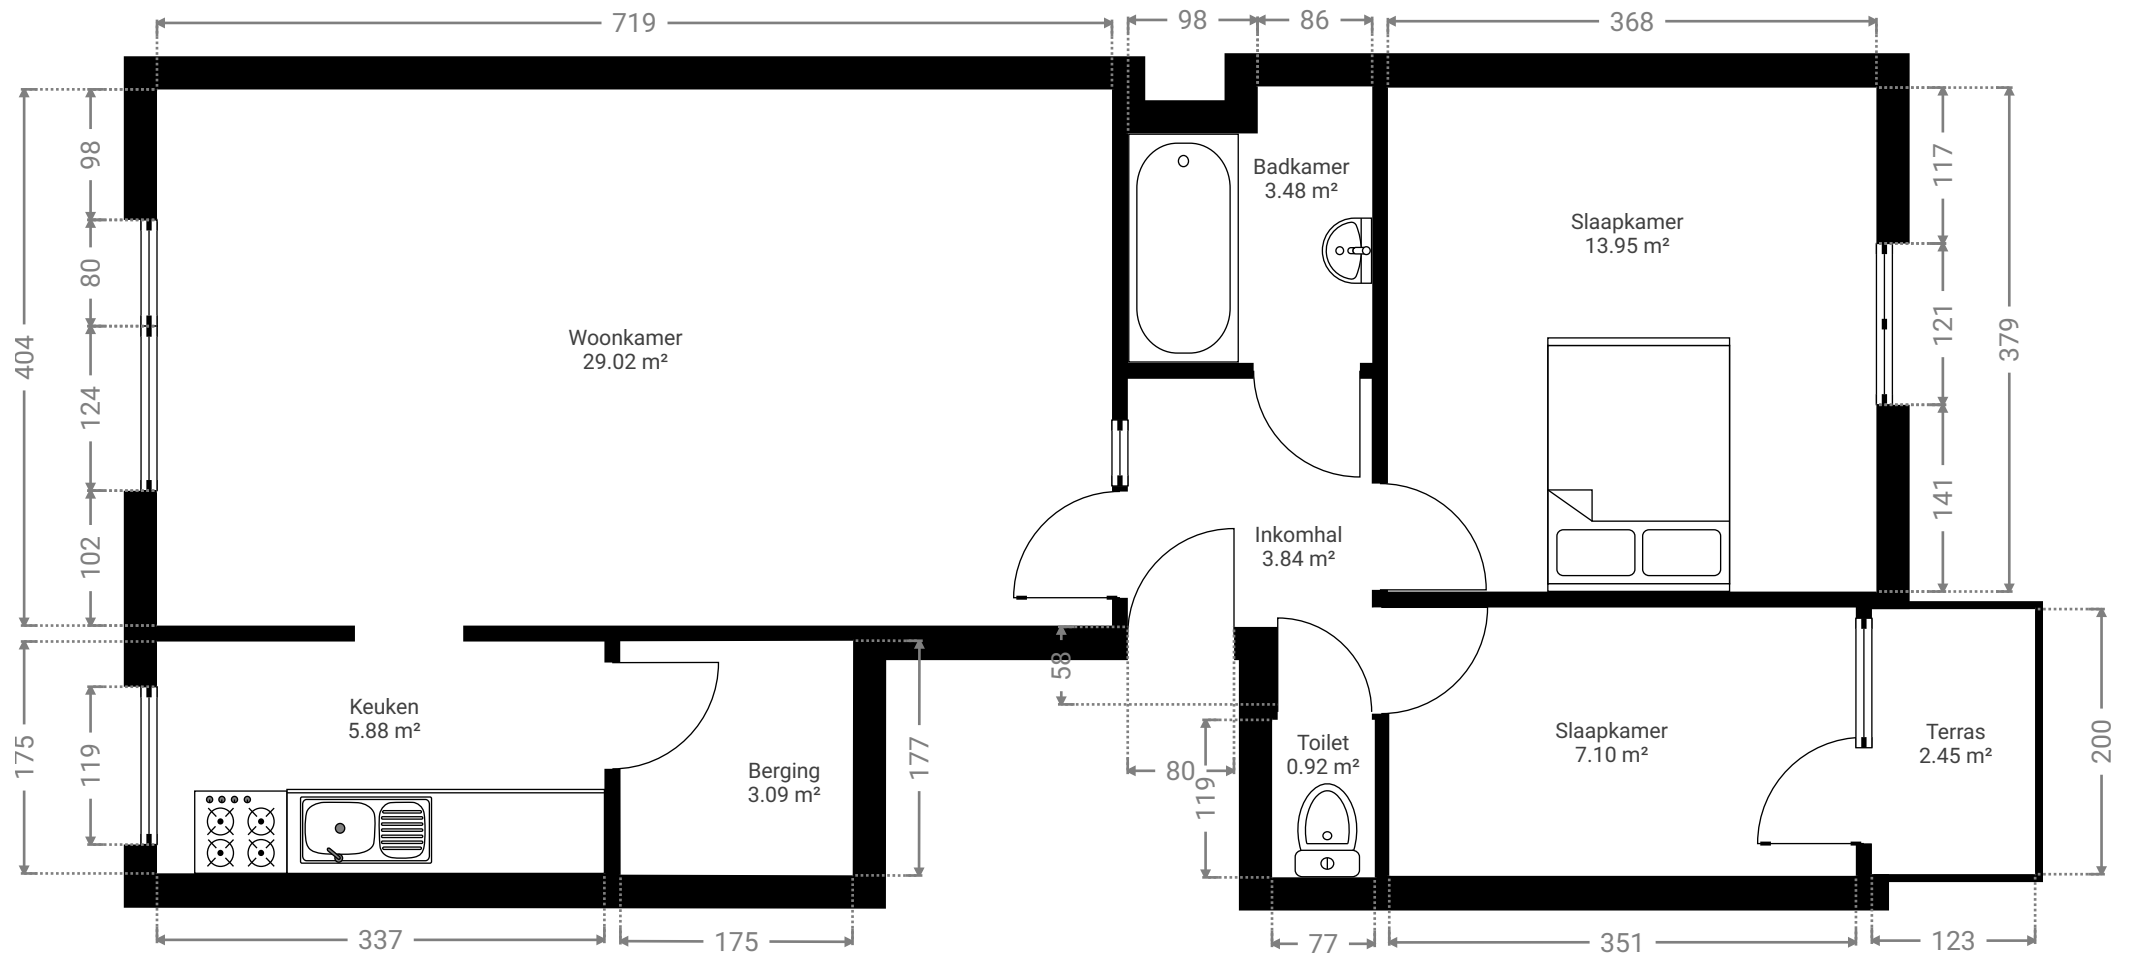 719
98
86
368
404
98
80
124
102
117
121
141
379
Badkamer
3.48 m²
Slaapkamer
13.95 m²
Woonkamer
29.02 m²
Inkomhal
3.84 m²
58
80
119
175
119
Keuken
5.88 m²
Berging
3.09 m²
177
Toilet
0.92 m²
Slaapkamer
7.10 m²
Terras
2.45 m²
200
337
175
77
351
123